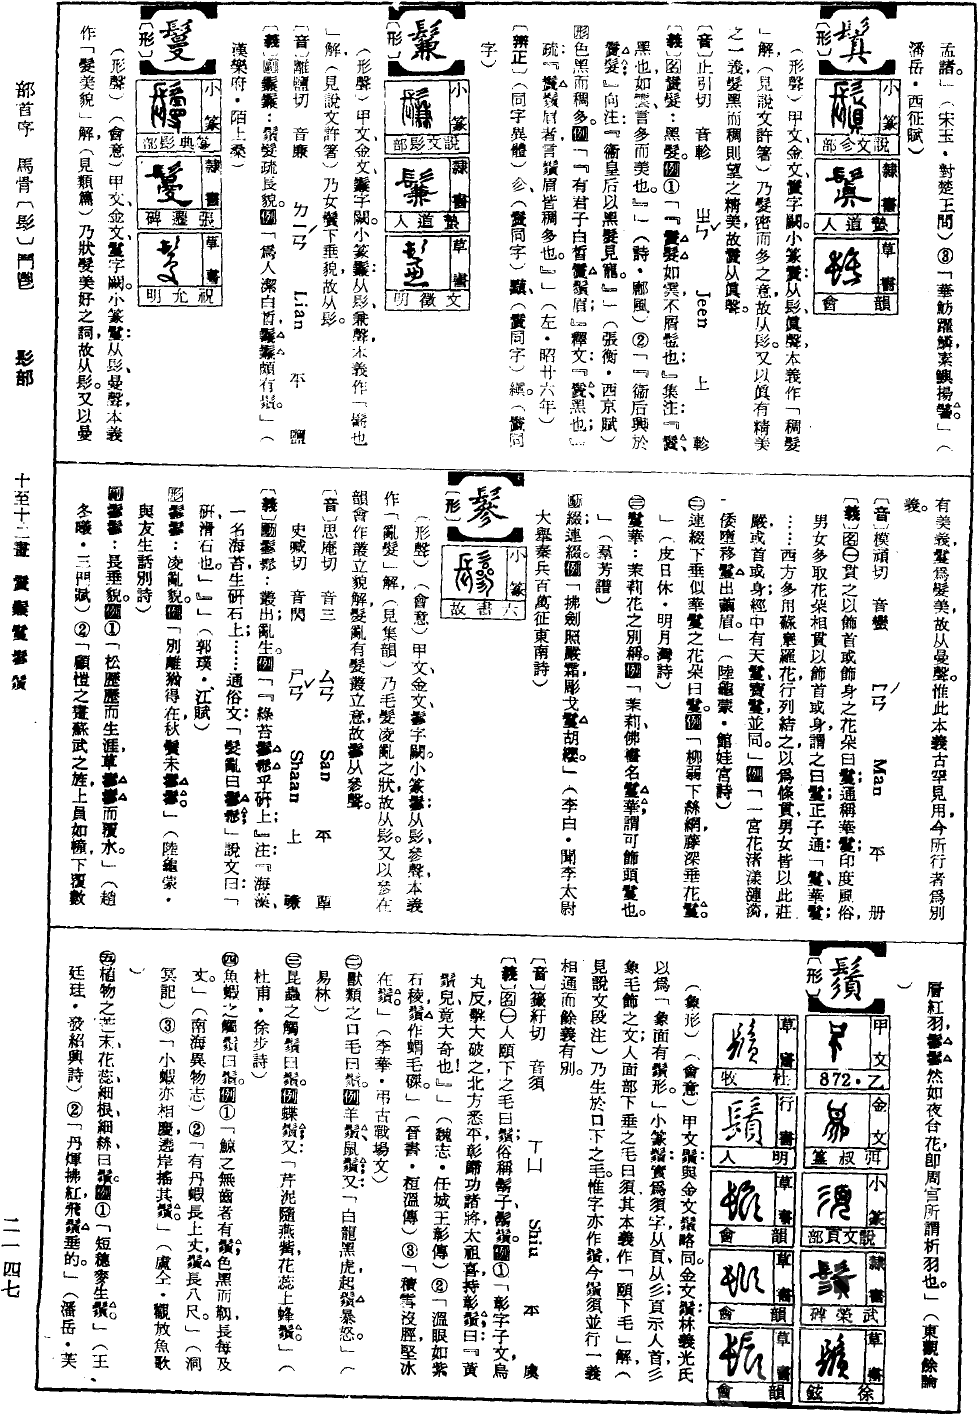 孟諸。」（宋玉·對楚王問）③「華魴躍鱗，素鱮揚鬐。」（
潘岳·西征賦）
鬒
〔形〕
小篆 說文彡部
隸書 蟄道人
草書 韻會
（形聲）甲文、金文鬒字闕。小篆鬒：从髟眞聲，本義作「稠髮
」解，（見說文許箸）乃髮密而多之意，故从髟。又以眞有精美
之一義，髮黑而稠則望之精美，故鬒从眞聲。
〔音〕止引切　音軫　ㄓㄣˇ　Jeen　上　軫
〔義〕图鬒髮：黑髮。例①「『鬒髮如雲，不屑髢也』集注：『鬒，
黑也；如雲，言多而美也。』」（詩·鄘風）②「『衞后興於
鬒髮』向注：『衞皇后以黑髮見寵。』」（張衡·西京賦）
形色黑而稠多。例「『有君子白皙，鬒鬚眉』釋文：『鬒，黑也』
疏：『鬒鬚眉者，言鬚眉皆稠多也。』」（左·昭廿六年）
〔辨正〕（同字異體）㐱（鬒同字）䫬（鬒同字）縝（鬒同
字）
鬑
〔形〕
小篆 說文髟部
隸書 蟄道人
草書 文徵明
（形聲）甲文、金文鬑字闕。小篆鬑：从髟兼聲，本義作「鬋也
」解，（見說文許箸）乃女鬢下垂貌，故从髟。
〔音〕離鹽切　音廉　ㄌㄧㄢˊ　Lian　平　鹽
〔義〕副鬑鬑：鬚髮疏長貌。例「爲人潔白皙，鬑鬑頗有鬚。」（
漢樂府·陌上桑）
鬘
〔形〕
小篆 篆典髟部
隸書 張遷碑
草書 祝允明
（形聲）（會意）甲文、金文鬘字闕。小篆鬘：从髟、曼聲，本義
作「髮美貌」解，（見類篇）乃狀髮美好之詞，故从髟。又以曼
部首序　馬骨〔髟〕鬥鬯　髟部　十至十二畫　鬒鬑鬘鬖鬚　二一四七
有美義，鬘爲髮美，故从曼聲。惟此本義古罕見用，今所行者爲別
義。
〔音〕模頑切　音蠻　ㄇㄢˊ　Man　平　册
〔義〕图㊀貫之以飾首或飾身之花朵曰鬘，通稱華鬘；印度風俗，
男女多取花朵相貫以飾首或身，謂之曰鬘；正子通：「鬘，華鬘；
……西方多用蘇摩羅花，行列結之，以爲條貫，男女皆以此莊
嚴，或首或身；經中有天鬘寶鬘並同。」例「一宮花渚漾漣漪，
倭墮移鬘出繭眉」（陸龜蒙·館娃宮詩）
㊁連綴下垂似華鬘之花朵曰鬘。例「柳弱下絲網，藤深垂花鬘。
」（皮日休·明月灣詩）
㊂鬘華：茉莉花之別稱。例「茉莉，佛書名鬘華，謂可飾頭鬘也。
」（羣芳譜）
動綴連綴。例「拂劍照嚴霜，彫戈鬘胡纓。」（李白·聞李太尉
大舉秦兵百萬征東南詩）
鬖
〔形〕
小篆 六書故
（形聲）（會意）甲文、金文鬖字闕。小篆鬖：从髟參聲，本義
作「亂髮」解，（見集韻）乃毛髮凌亂之狀，故从髟。又以參在
韻會作叢立貌解，髮亂有髮叢立意，故鬖从參聲。
〔音〕思庵切　音三　ㄙㄢ　San　平　覃
史喊切　音閃　ㄕㄢˇ　Shaan　上　豏
〔義〕動鬖髿：叢出亂生。例「『綠苔鬖髿乎研上』注：『海藻，
一名海苔，生研石上；………通俗文：「髮亂曰鬖髿」說文曰：「
研，滑石也。」』」（郭璞·江賦）
形鬖鬖：凌亂貌。例「別離猶得在，秋鬢未鬖鬖。」（陸龜蒙·
與友生話別詩）
副鬖鬖：長垂貌。例①「松歷歷而生涯，草鬖鬖而覆水。」（趙
冬曦·三門賦）②「顧愷之畫蘇武之旌，上員如幢，下覆數
層紅羽，鬖鬖然如夜合花，即周官所謂析羽也。」（東觀餘論
）
鬚
〔形〕
甲文 乙·872
金文 弭叔簋
小篆 說文頁部
隸書 武榮碑
草書 徐鉉
草書 杜牧
行書 明人
草書 韻會
草書 韻會
草書 韻會
（象形）（會意）甲文鬚與金文鬚略同。金文鬚，林義光氏
以爲「象面有鬚形。」小篆鬚實爲須字，从頁从彡，頁示人首，彡
象毛飾之文，人面部下垂之毛曰須，其本義作「頤下毛」解，（
見說文段注）乃生於口下之毛。惟字亦作鬚，今鬚須並行，一義
相通，而餘義有別。
〔音〕籅紆切　音須　ㄒㄩ　Shiu　平　虞
〔義〕图㊀人頤下之毛曰鬚，俗稱鬍子、鬍鬚。例①「彰字子文，烏
丸反，擊大破之，北方悉平，彰歸功諸將，太祖喜，持彰鬚曰：『黃
鬚兒竟大奇也！』」（魏志·任城王彰傳）②「溫眼如紫
石稜，鬚作蝟毛磔。」（晉書·桓溫傳）③「積雪沒脛，堅冰
在鬚」（李華·弔古戰場文）
㊁獸類之口毛曰鬚。例羊鬚、鼠鬚；又「白龍黑虎，起鬚暴怒。」（
易林）
㊂昆蟲之觸鬚曰鬚。例蝶鬚；又「芹泥隨燕觜，花蕊上蜂鬚。」（
杜甫·徐步詩）
㊃魚蝦之觸鬚曰鬚。例①「鯨之無齒者有鬚，色黑而韌，長每及
丈。」（南海異物志）②「有丹蝦長上丈，鬚長八尺。」（洞
冥記）③「小蝦亦相慶，遶岸搖其鬚。」（盧仝·觀放魚歌
）
㊄植物之芒末、花蕊、細根、細絲曰鬚。例①「短穗麥生鬚。」（王
廷珪·發紹興詩）②「丹煇拂紅，飛鬚垂的。」（潘岳·芙